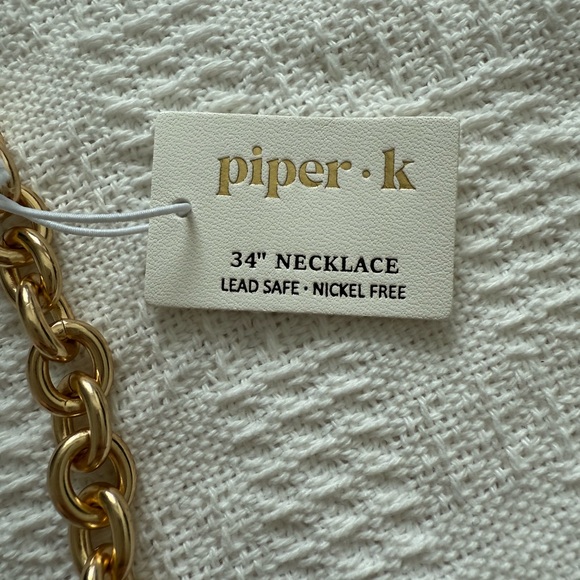 piper · k
34" NECKLACE
LEAD SAFE · NICKEL FREE